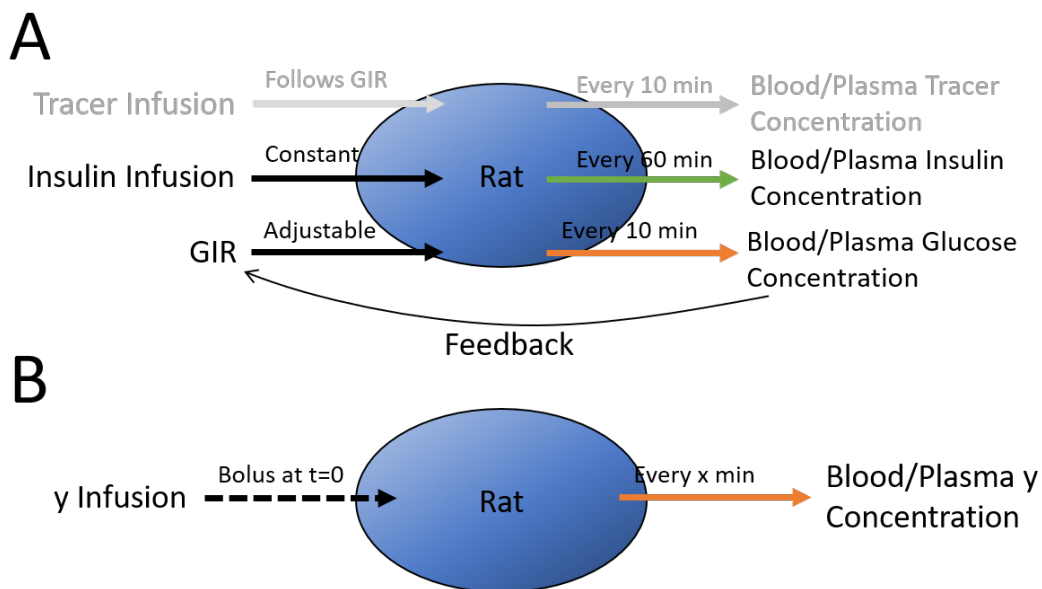 A
Follows GIR
Every 10 min
Tracer Infusion
Blood/Plasma Tracer
Concentration
Constant
Every 60 min
Insulin Infusion
Rat
Blood/Plasma Insulin
Concentration
Adjustable
Every 10 min
GIR
Blood/Plasma Glucose
Concentration
Feedback
B
Bolus at t=0
Every x min
y Infusion
Rat
Blood/Plasma y
Concentration